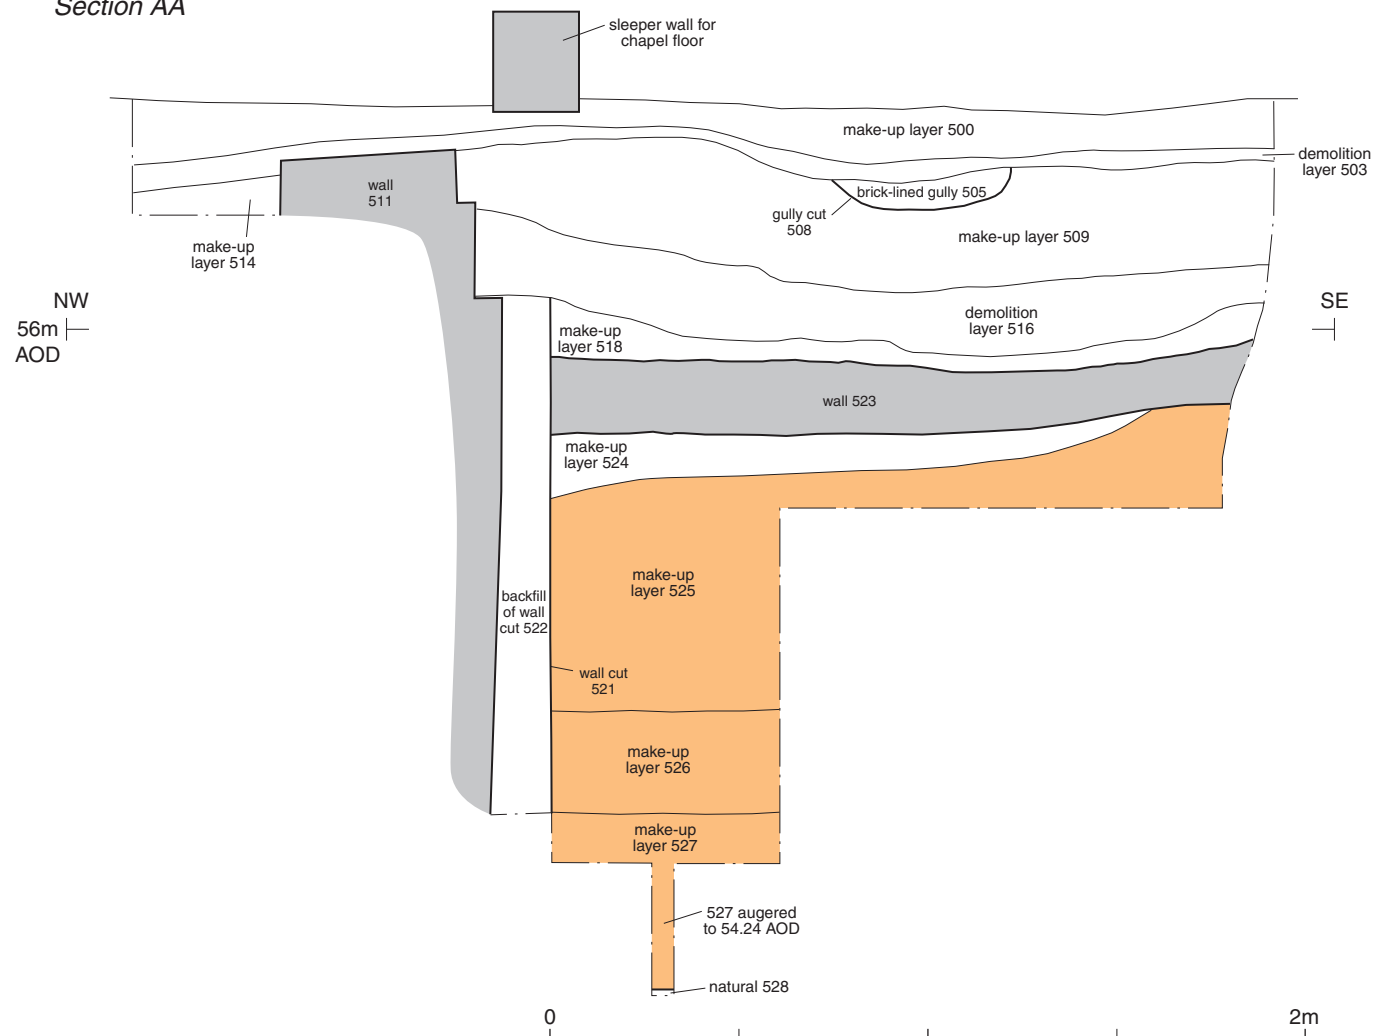 Section AA
sleeper wall for
chapel floor
make-up layer 500
demolition
layer 503
wall
511
brick-lined gully 505
gully cut
508
make-up layer 509
make-up
layer 514
NW
SE
56m
AOD
demolition
layer 516
make-up
layer 518
wall 523
make-up
layer 524
make-up
layer 525
backfill
of wall
cut 522
wall cut
521
make-up
layer 526
make-up
layer 527
527 augered
to 54.24 AOD
natural 528
0
2m